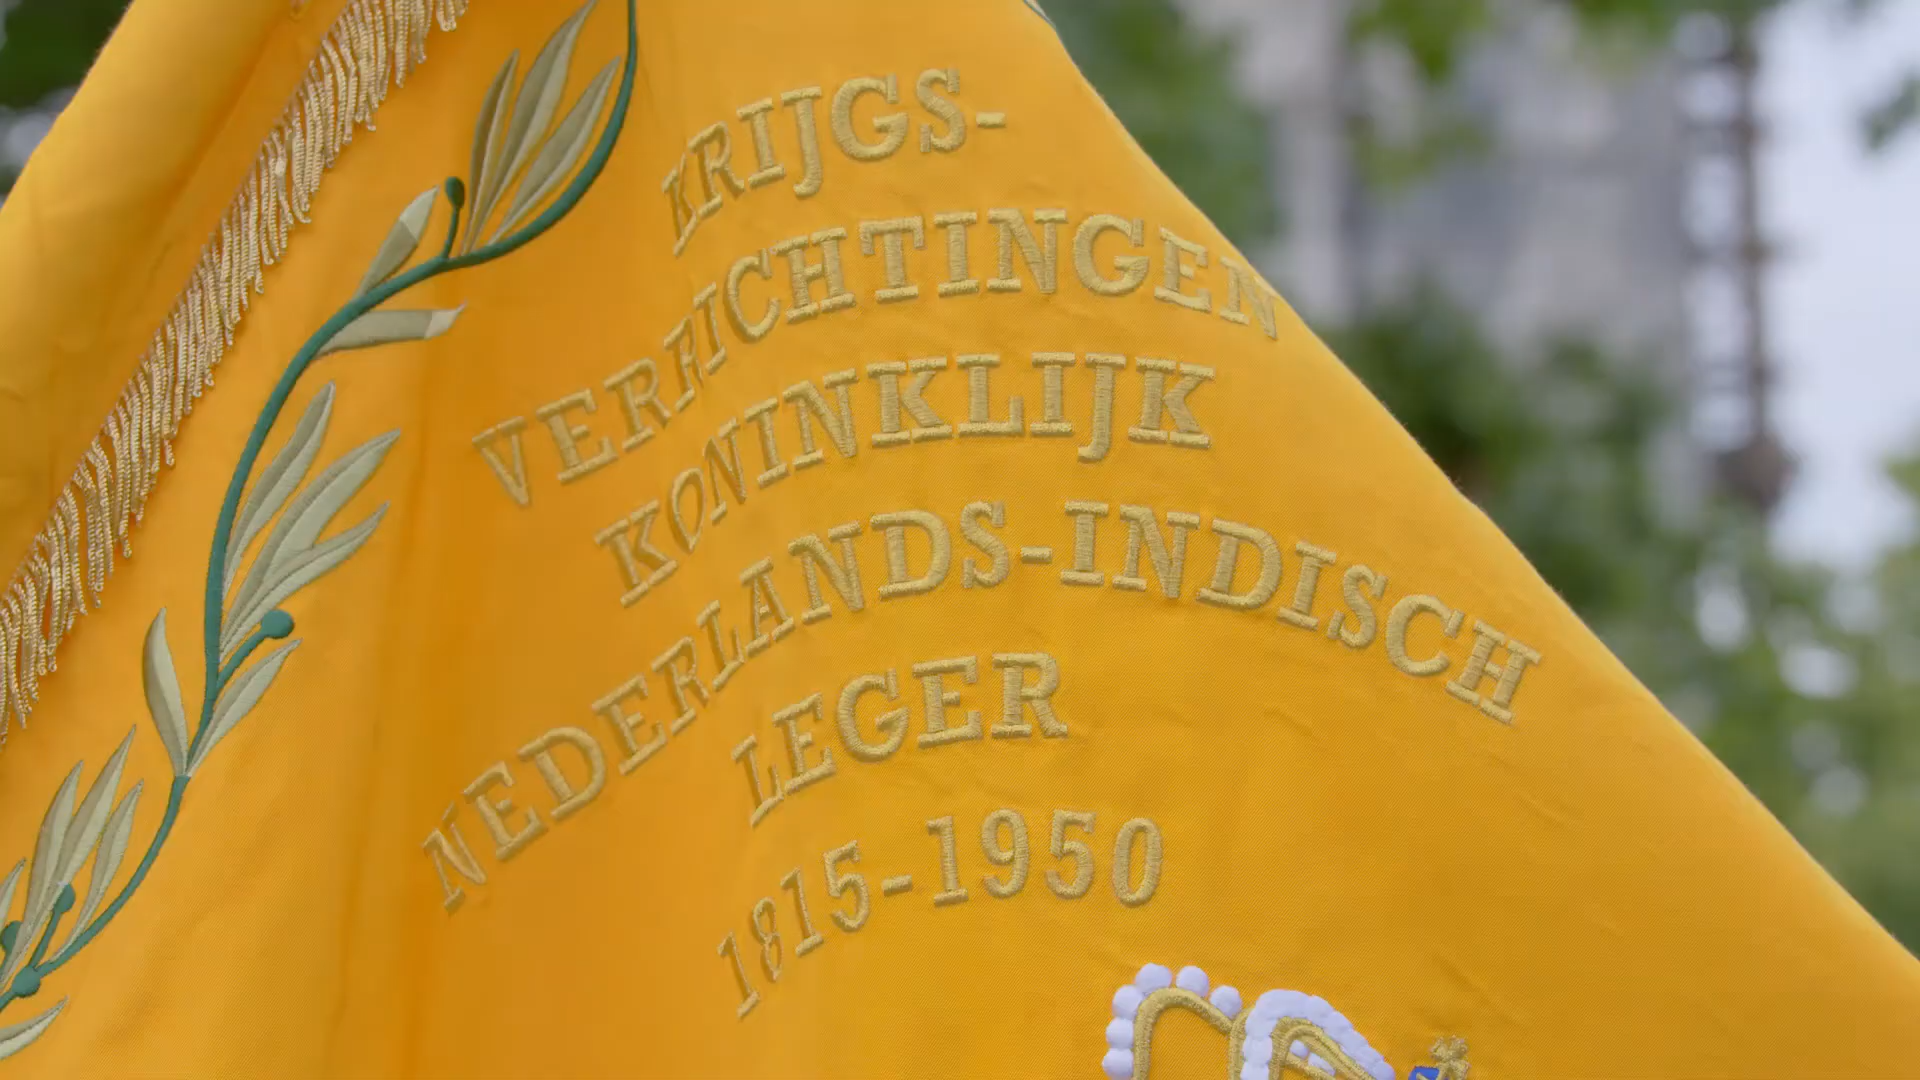 KRIJGS-
VERRICHTINGEN
KONINKLIJK
NEDERLANDS-INDISCH
LEGER
1815-1950